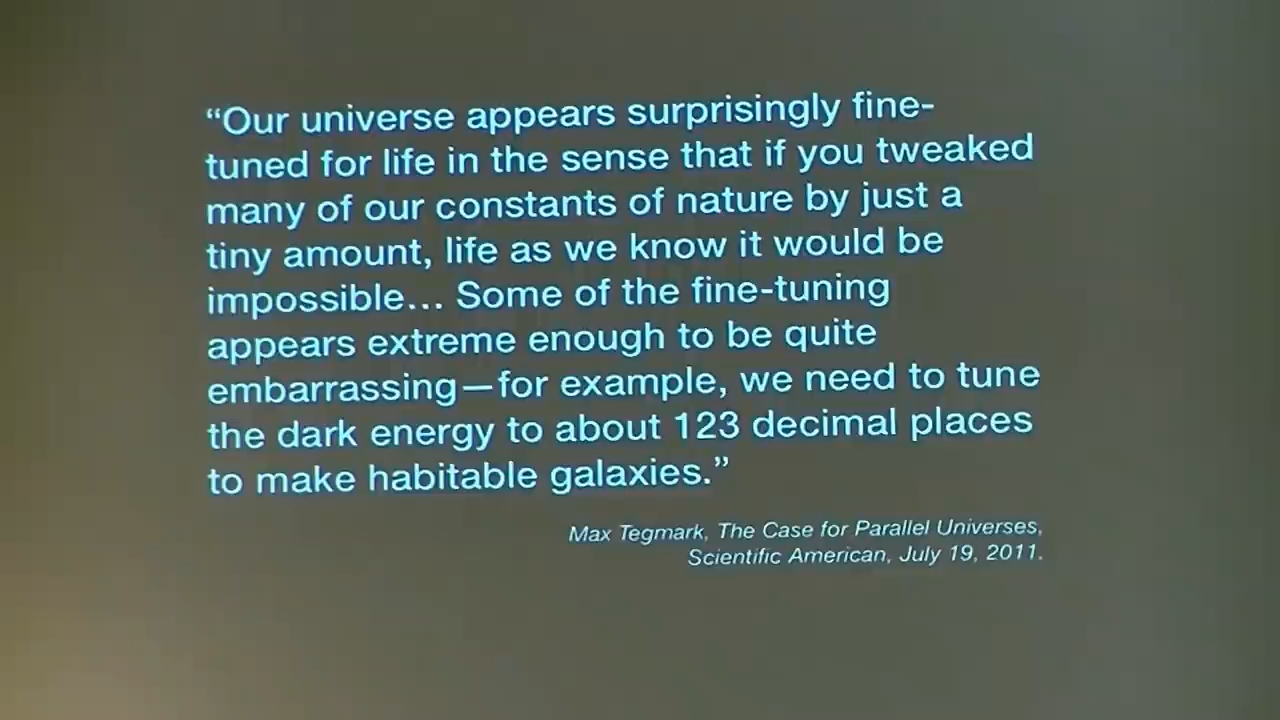 “Our universe appears surprisingly fine-
tuned for life in the sense that if you tweaked
many of our constants of nature by just a
tiny amount, life as we know it would be
impossible... Some of the fine-tuning
appears extreme enough to be quite
embarrassing—for example, we need to tune
the dark energy to about 123 decimal places
to make habitable galaxies.”
Max Tegmark, The Case for Parallel Universes,
Scientific American, July 19, 2011.